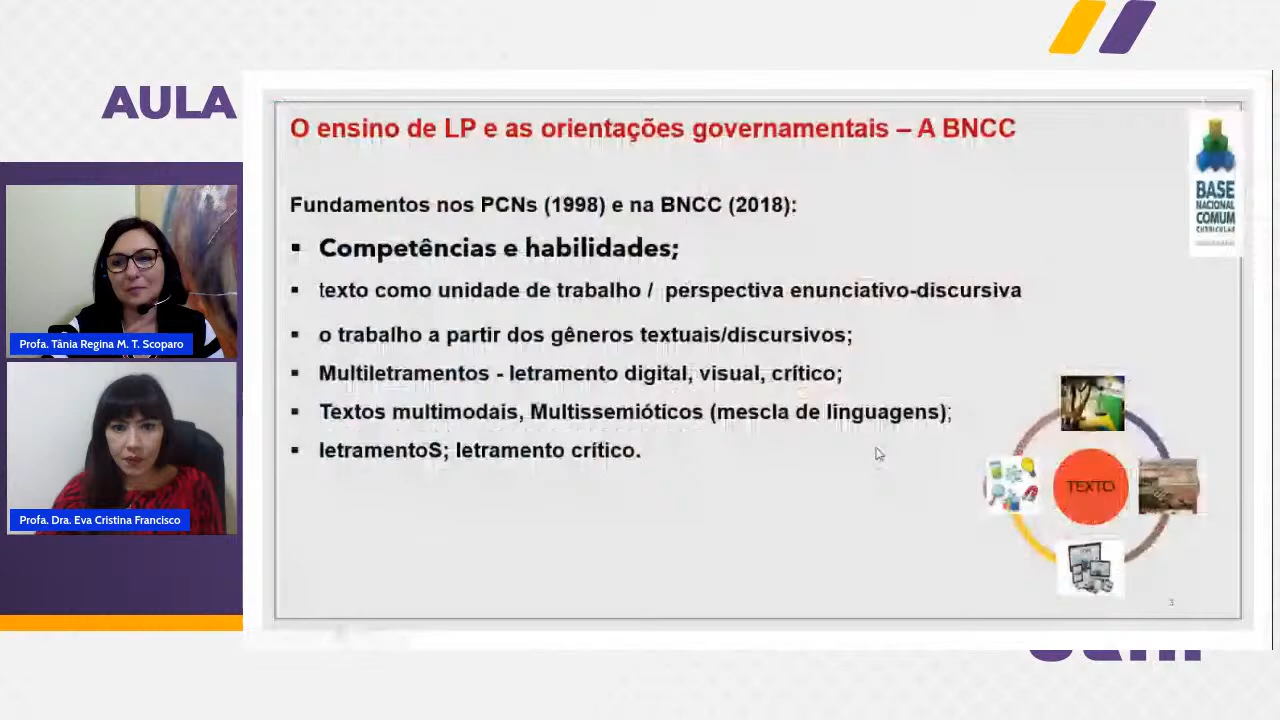 AULA
O ensino de LP e as orientações governamentais – A BNCC
BASE
NACIONAL
COMUM
CURRICULAR
Fundamentos nos PCNs (1998) e na BNCC (2018):
▪ Competências e habilidades;
▪ texto como unidade de trabalho / perspectiva enunciativo-discursiva
▪ o trabalho a partir dos gêneros textuais/discursivos;
▪ Multiletramentos - letramento digital, visual, crítico;
▪ Textos multimodais, Multissemióticos (mescla de linguagens);
▪ letramentoS; letramento crítico.
TEXTO
3
Profa. Tânia Regina M. T. Scoparo
Profa. Dra. Eva Cristina Francisco